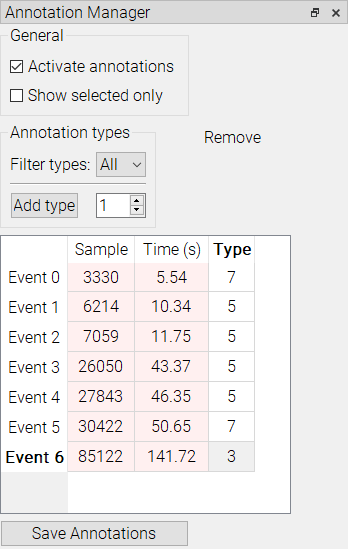 Annotation Manager
General
Activate annotations
Show selected only
Annotation types
Remove
Filter types: All
Add type 1
Sample Time (s) Type
Event 0 3330 5.54 7
Event 1 6214 10.34 5
Event 2 7059 11.75 5
Event 3 26050 43.37 5
Event 4 27843 46.35 5
Event 5 30422 50.65 7
Event 6 85122 141.72 3
Save Annotations